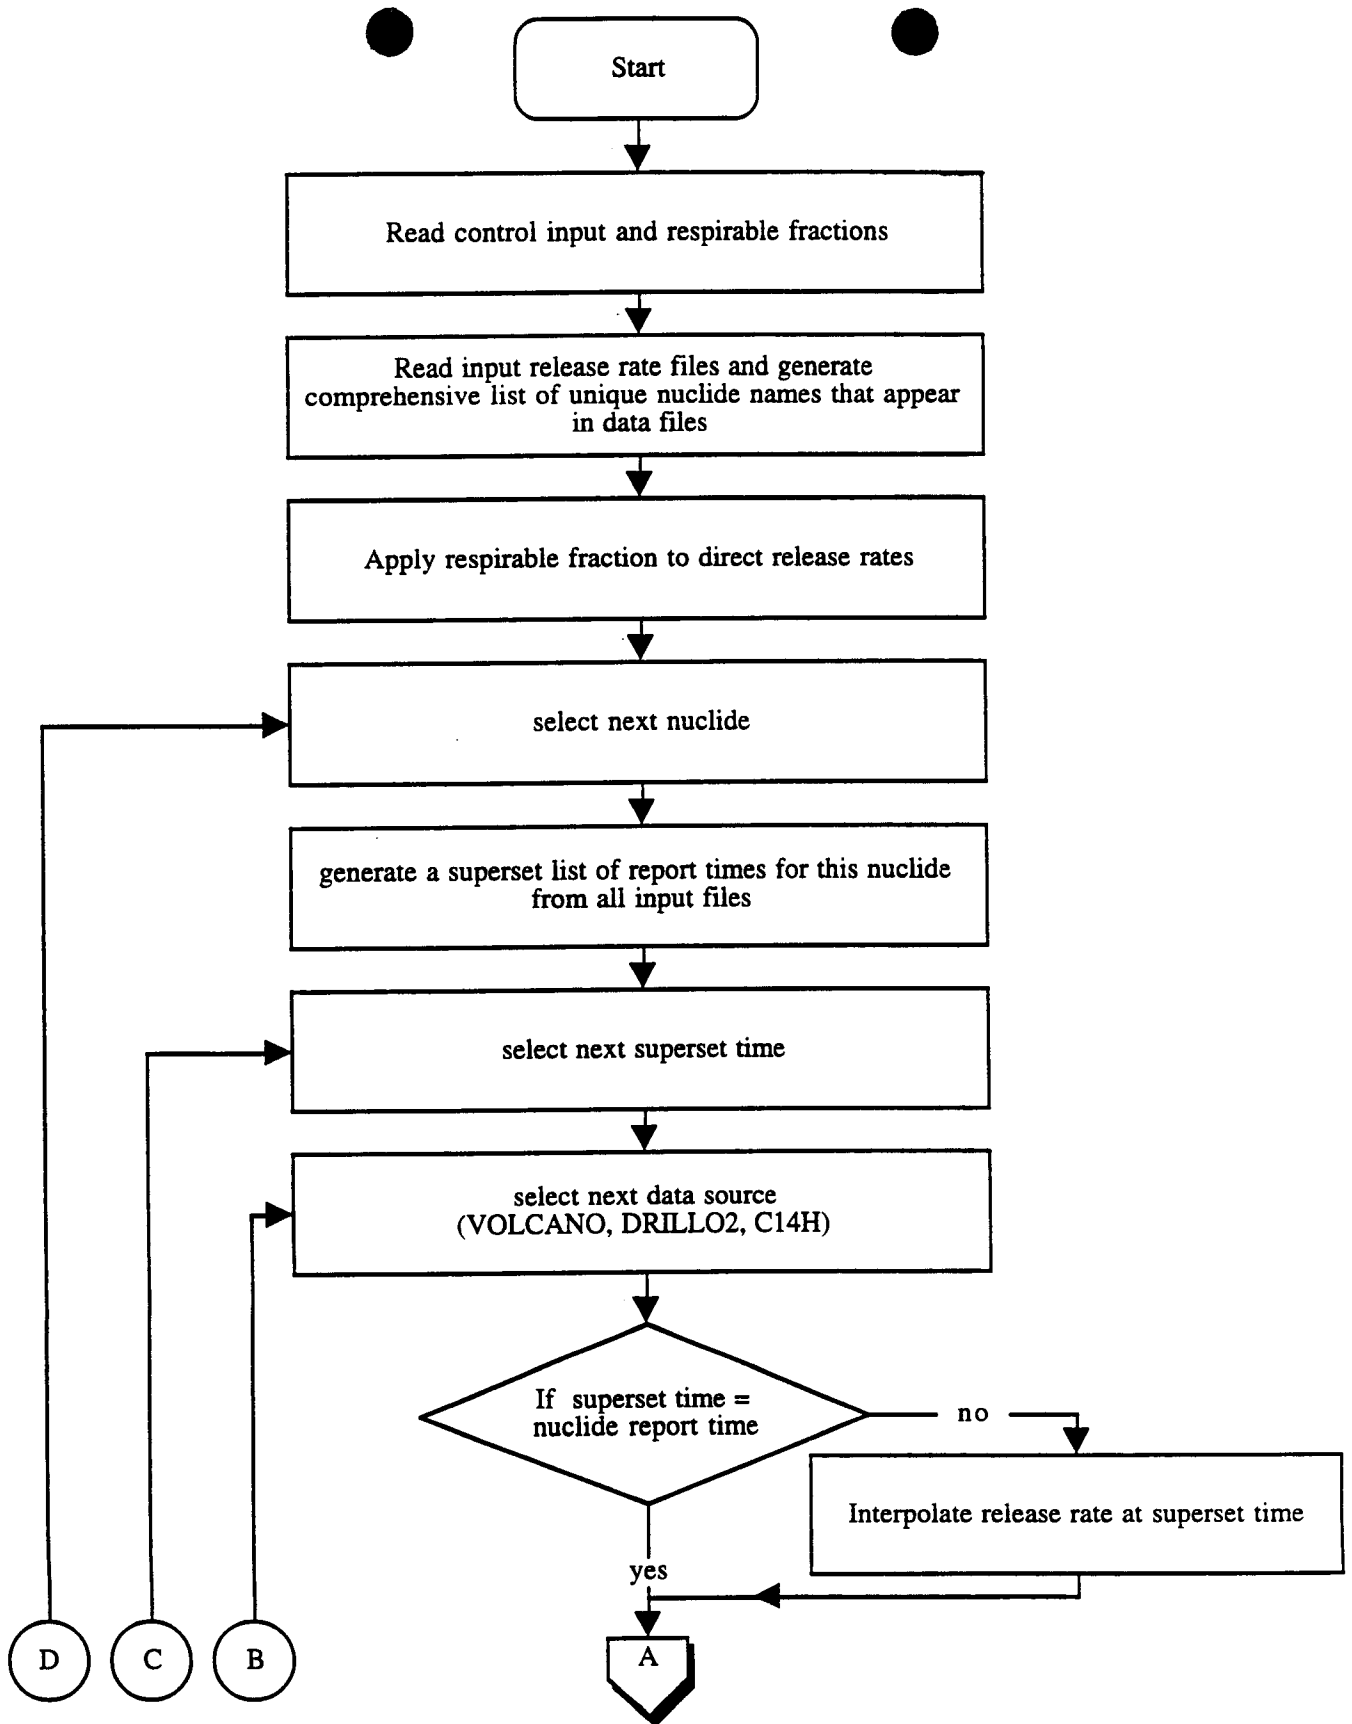 Start
Read control input and respirable fractions
Read input release rate files and generate
comprehensive list of unique nuclide names that appear
in data files
Apply respirable fraction to direct release rates
select next nuclide
generate a superset list of report times for this nuclide
from all input files
select next superset time
select next data source
(VOLCANO, DRILLO2, C14H)
If superset time =
nuclide report time
no
Interpolate release rate at superset time
yes
D
C
B
A